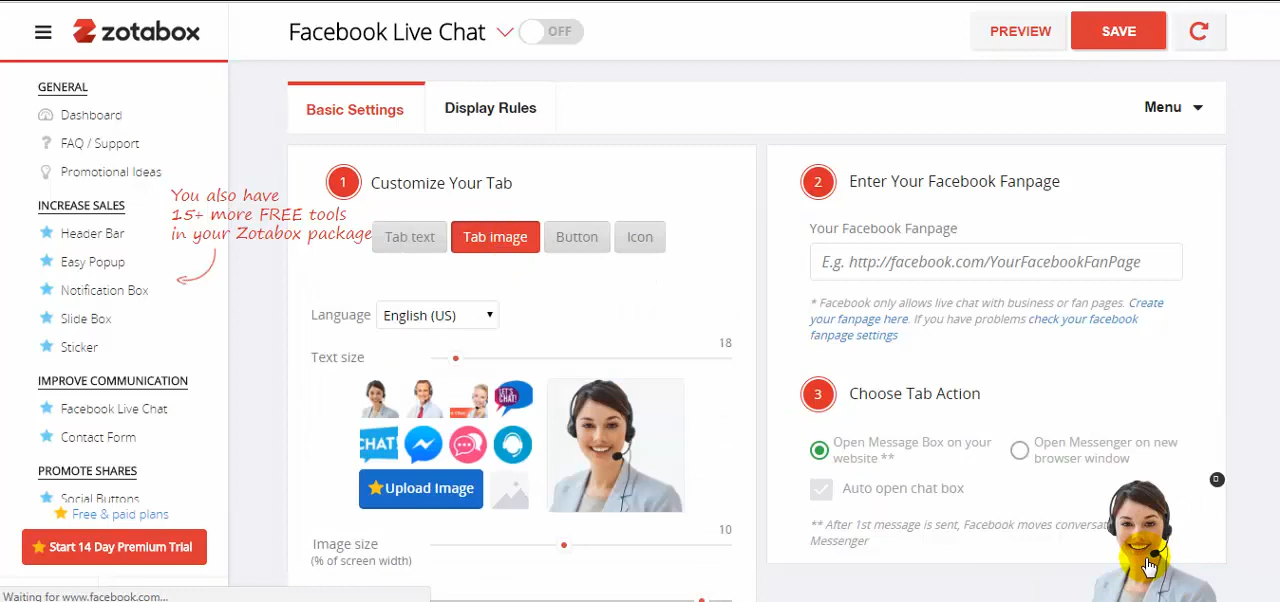 zotabox
Facebook Live Chat
OFF
PREVIEW
SAVE
GENERAL
Dashboard
FAQ / Support
Promotional Ideas
INCREASE SALES
Header Bar
Easy Popup
Notification Box
Slide Box
Sticker
IMPROVE COMMUNICATION
Facebook Live Chat
Contact Form
PROMOTE SHARES
Social Buttons
Free & paid plans
Start 14 Day Premium Trial
Waiting for www.facebook.com...
You also have
15+ more FREE tools
in your Zotabox package
Basic Settings
Display Rules
Menu
1
Customize Your Tab
Tab text
Tab image
Button
Icon
Language
English (US)
Text size
18
LET'S
CHAT!
CHAT!
Upload Image
Image size
10
(% of screen width)
2
Enter Your Facebook Fanpage
Your Facebook Fanpage
E.g. http://facebook.com/YourFacebookFanPage
* Facebook only allows live chat with business or fan pages. Create
your fanpage here. If you have problems check your facebook
fanpage settings
3
Choose Tab Action
Open Message Box on your
website **
Open Messenger on new
browser window
Auto open chat box
** After 1st message is sent, Facebook moves
Messenger